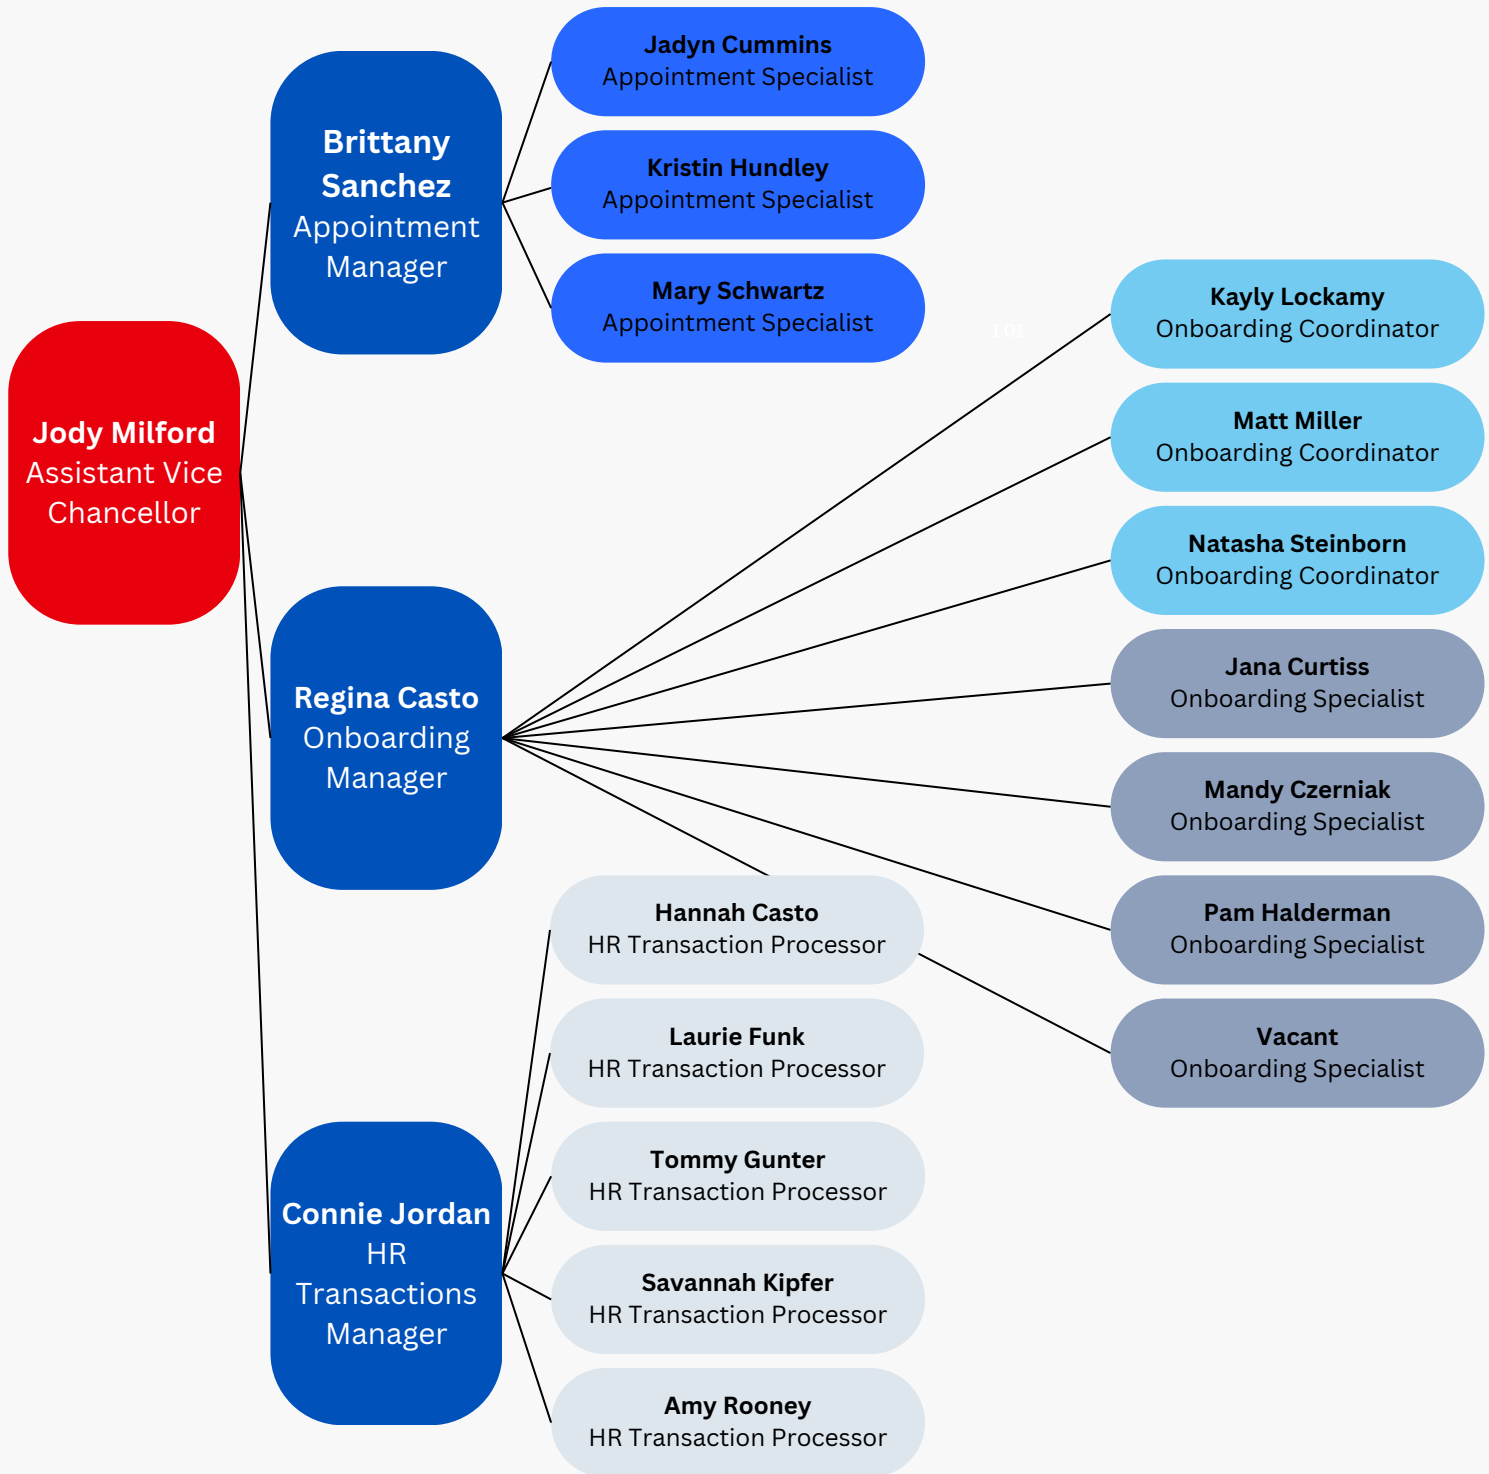 Jody Milford
Assistant Vice
Chancellor
Brittany
Sanchez
Appointment
Manager
Jadyn Cummins
Appointment Specialist
Kristin Hundley
Appointment Specialist
Mary Schwartz
Appointment Specialist
101
Regina Casto
Onboarding
Manager
Kayly Lockamy
Onboarding Coordinator
Matt Miller
Onboarding Coordinator
Natasha Steinborn
Onboarding Coordinator
Jana Curtiss
Onboarding Specialist
Mandy Czerniak
Onboarding Specialist
Pam Halderman
Onboarding Specialist
Vacant
Onboarding Specialist
Connie Jordan
HR
Transactions
Manager
Hannah Casto
HR Transaction Processor
Laurie Funk
HR Transaction Processor
Tommy Gunter
HR Transaction Processor
Savannah Kipfer
HR Transaction Processor
Amy Rooney
HR Transaction Processor